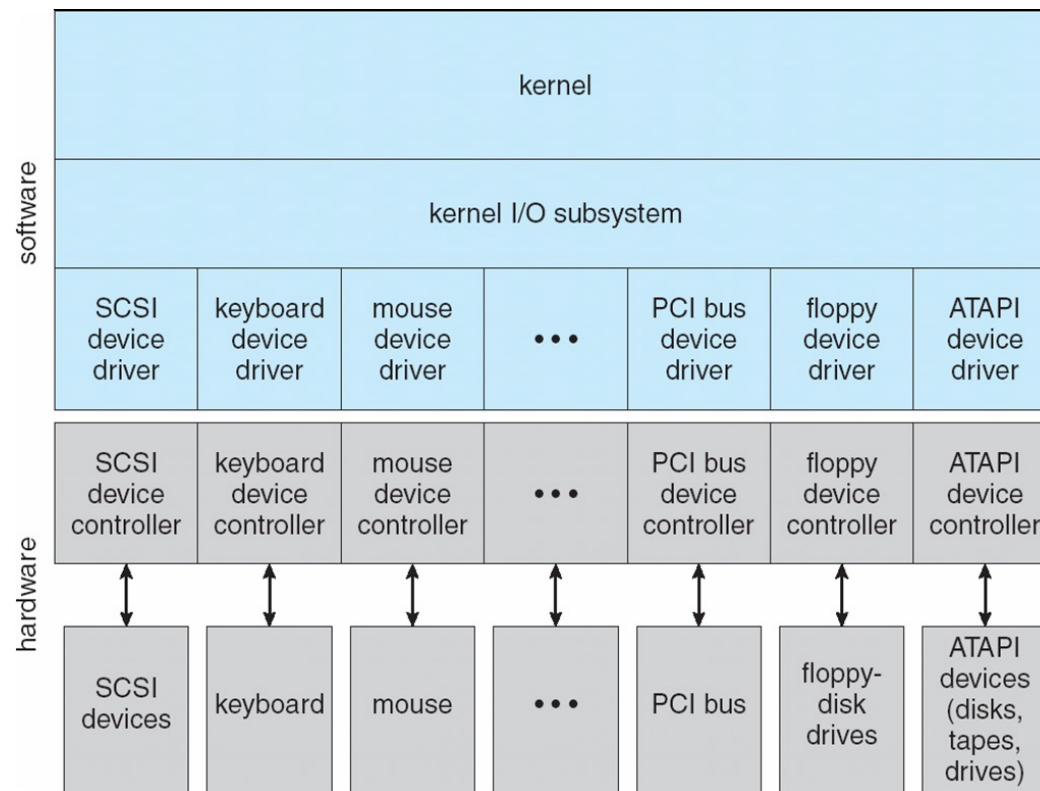 kernel
kernel I/O subsystem
software
SCSI
device
driver
keyboard
device
driver
mouse
device
driver
•••
PCI bus
device
driver
floppy
device
driver
ATAPI
device
driver
SCSI
device
controller
keyboard
device
controller
mouse
device
controller
•••
PCI bus
device
controller
floppy
device
controller
ATAPI
device
controller
hardware
SCSI
devices
keyboard
mouse
•••
PCI bus
floppy-
disk
drives
ATAPI
devices
(disks,
tapes,
drives)